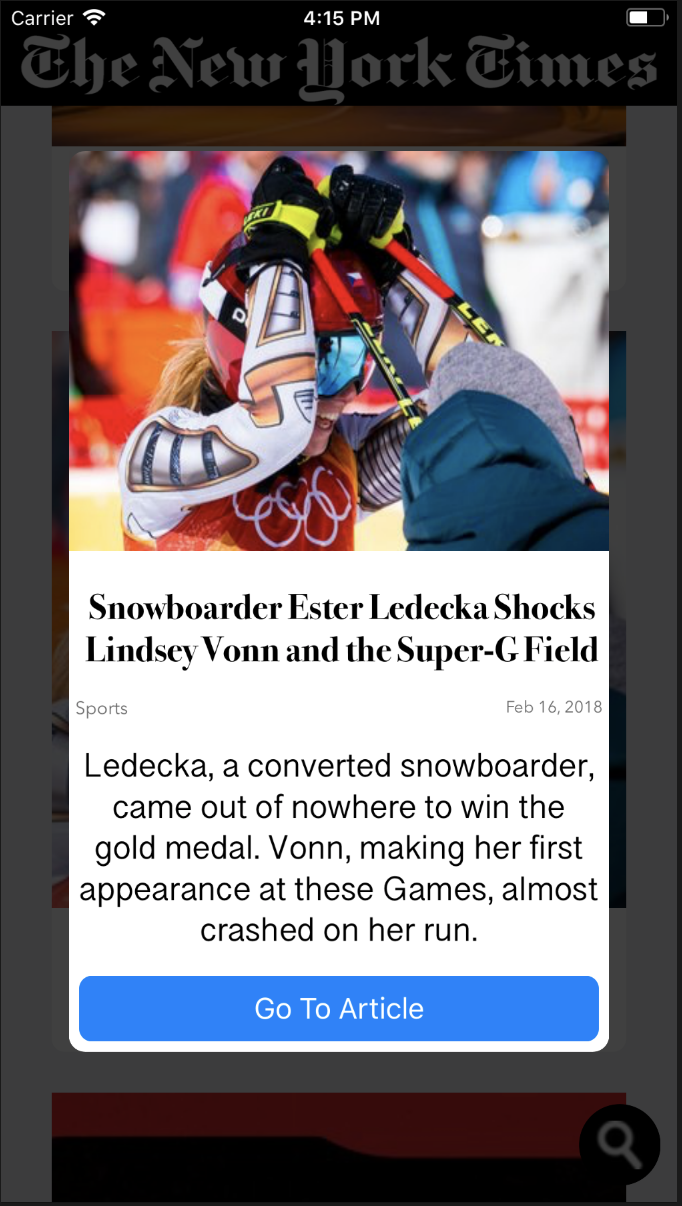 Carrier
4:15 PM
The New York Times
LEKI
LEKI
Snowboarder Ester Ledecka Shocks
Lindsey Vonn and the Super-G Field
Sports
Feb 16, 2018
Ledecka, a converted snowboarder,
came out of nowhere to win the
gold medal. Vonn, making her first
appearance at these Games, almost
crashed on her run.
Go To Article